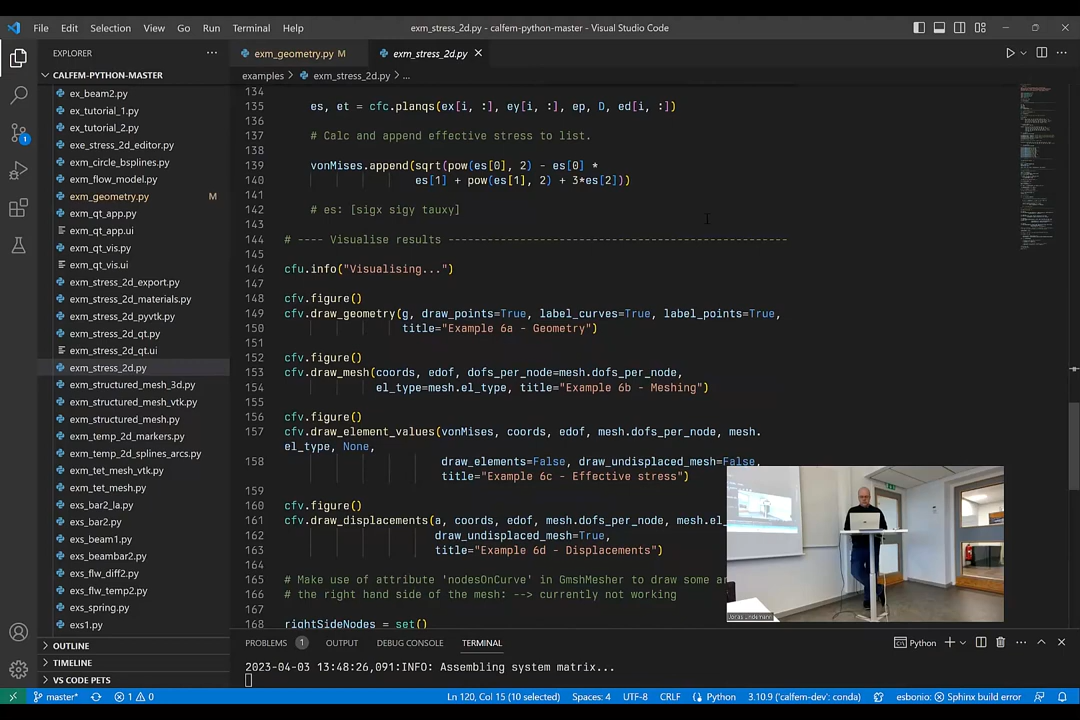 File Edit Selection View Go Run Terminal Help exm_stress_2d.py - calfem-python-master - Visual Studio Code
EXPLORER ··· exm_geometry.py M exm_stress_2d.py
CALFEM-PYTHON-MASTER
examples > exm_stress_2d.py > ...
ex_beam2.py
ex_tutorial_1.py
ex_tutorial_2.py
exe_stress_2d_editor.py
exm_circle_bsplines.py
exm_flow_model.py
exm_geometry.py M
exm_qt_app.py
exm_qt_app.ui
exm_qt_vis.py
exm_qt_vis.ui
exm_stress_2d_export.py
exm_stress_2d_materials.py
exm_stress_2d_pyvtk.py
exm_stress_2d_qt.py
exm_stress_2d_qt.ui
exm_stress_2d.py
exm_structured_mesh_3d.py
exm_structured_mesh_vtk.py
exm_structured_mesh.py
exm_temp_2d_markers.py
exm_temp_2d_splines_arcs.py
exm_tet_mesh_vtk.py
exm_tet_mesh.py
exs_bar2_la.py
exs_bar2.py
exs_beam1.py
exs_beambar2.py
exs_flw_diff2.py
exs_flw_temp2.py
exs_spring.py
exs1.py
OUTLINE
TIMELINE
VS CODE PETS
134
135 es, et = cfc.planqs(ex[i, :], ey[i, :], ep, D, ed[i, :])
136
137 # Calc and append effective stress to list.
138
139 vonMises.append(sqrt(pow(es[0], 2) - es[0] *
140 es[1] + pow(es[1], 2) + 3*es[2]))
141
142 # es: [sigx sigy tauxy]
143
144 # ---- Visualise results ----------------------------------------------------
145
146 cfu.info("Visualising...")
147
148 cfv.figure()
149 cfv.draw_geometry(g, draw_points=True, label_curves=True, label_points=True,
150 title="Example 6a - Geometry")
151
152 cfv.figure()
153 cfv.draw_mesh(coords, edof, dofs_per_node=mesh.dofs_per_node,
154 el_type=mesh.el_type, title="Example 6b - Meshing")
155
156 cfv.figure()
157 cfv.draw_element_values(vonMises, coords, edof, mesh.dofs_per_node, mesh.
el_type, None,
158 draw_elements=False, draw_undisplaced_mesh=False,
title="Example 6c - Effective stress")
159
160 cfv.figure()
161 cfv.draw_displacements(a, coords, edof, mesh.dofs_per_node, mesh.el_
162 draw_undisplaced_mesh=True,
163 title="Example 6d - Displacements")
164
165 # Make use of attribute 'nodesOnCurve' in GmshMesher to draw some ar
166 # the right hand side of the mesh: --> currently not working
167
168 rightSideNodes = set()
Jonas Lindemann
PROBLEMS 1 OUTPUT DEBUG CONSOLE TERMINAL Python
2023-04-03 13:48:26,091:INFO: Assembling system matrix...
master* 1 0 Ln 120, Col 15 (10 selected) Spaces: 4 UTF-8 CRLF Python 3.10.9 ('calfem-dev': conda) esbonio: Sphinx build error